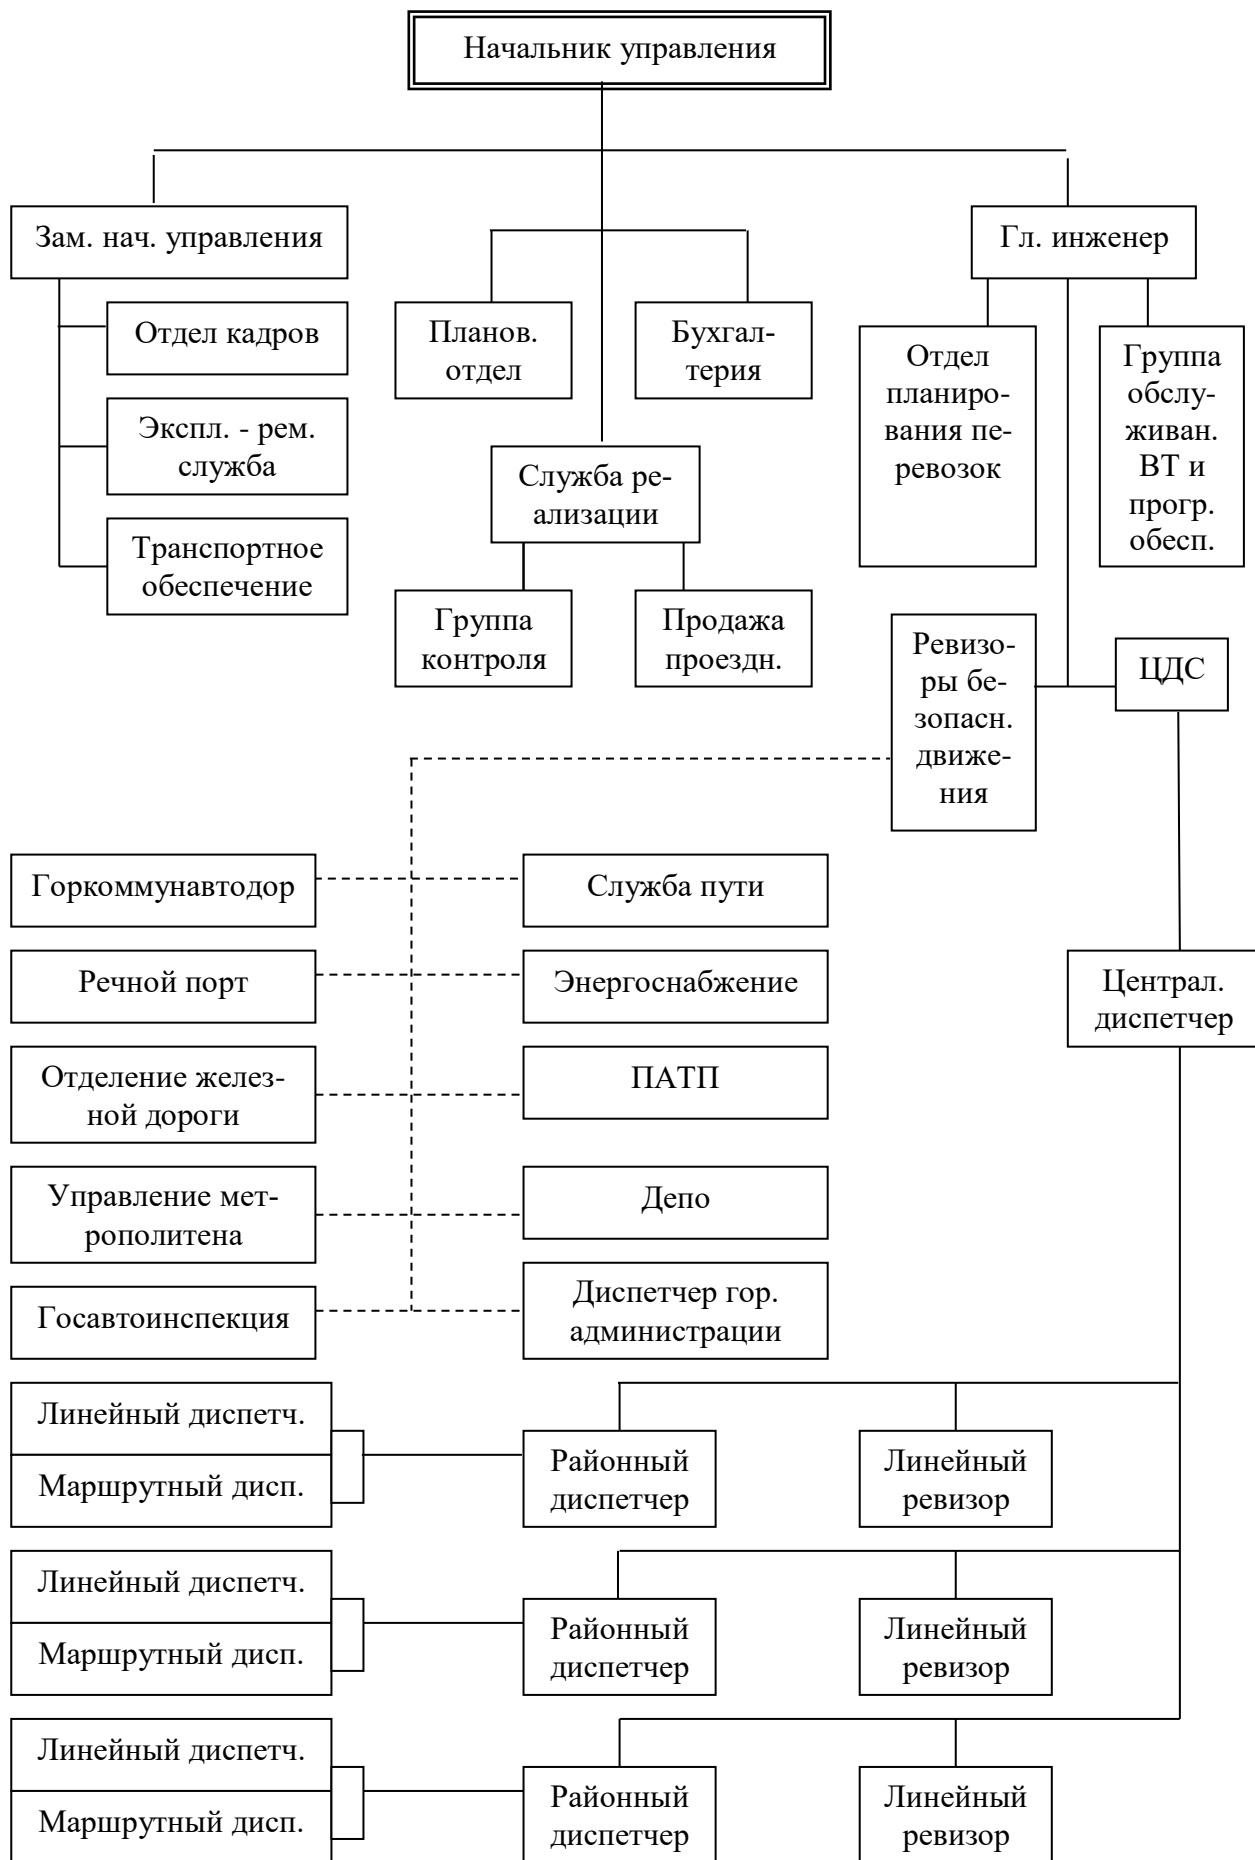 Начальник управления
Зам. нач. управления
Гл. инженер
Отдел кадров
Экспл. - рем.
служба
Транспортное
обеспечение
Планов.
отдел
Бухгал-
терия
Служба ре-
ализации
Группа
контроля
Продажа
проездн.
Отдел
планиро-
вания пе-
ревозок
Группа
обслу-
живан.
ВТ и
прогр.
обесп.
Ревизо-
ры бе-
зопасн.
движе-
ния
ЦДС
Горкоммунавтодор
Служба пути
Речной порт
Энергоснабжение
Централ.
диспетчер
Отделение желез-
ной дороги
ПАТП
Управление мет-
рополитена
Депо
Госавтоинспекция
Диспетчер гор.
администрации
Линейный диспетч.
Маршрутный дисп.
Районный
диспетчер
Линейный
ревизор
Линейный диспетч.
Маршрутный дисп.
Районный
диспетчер
Линейный
ревизор
Линейный диспетч.
Маршрутный дисп.
Районный
диспетчер
Линейный
ревизор